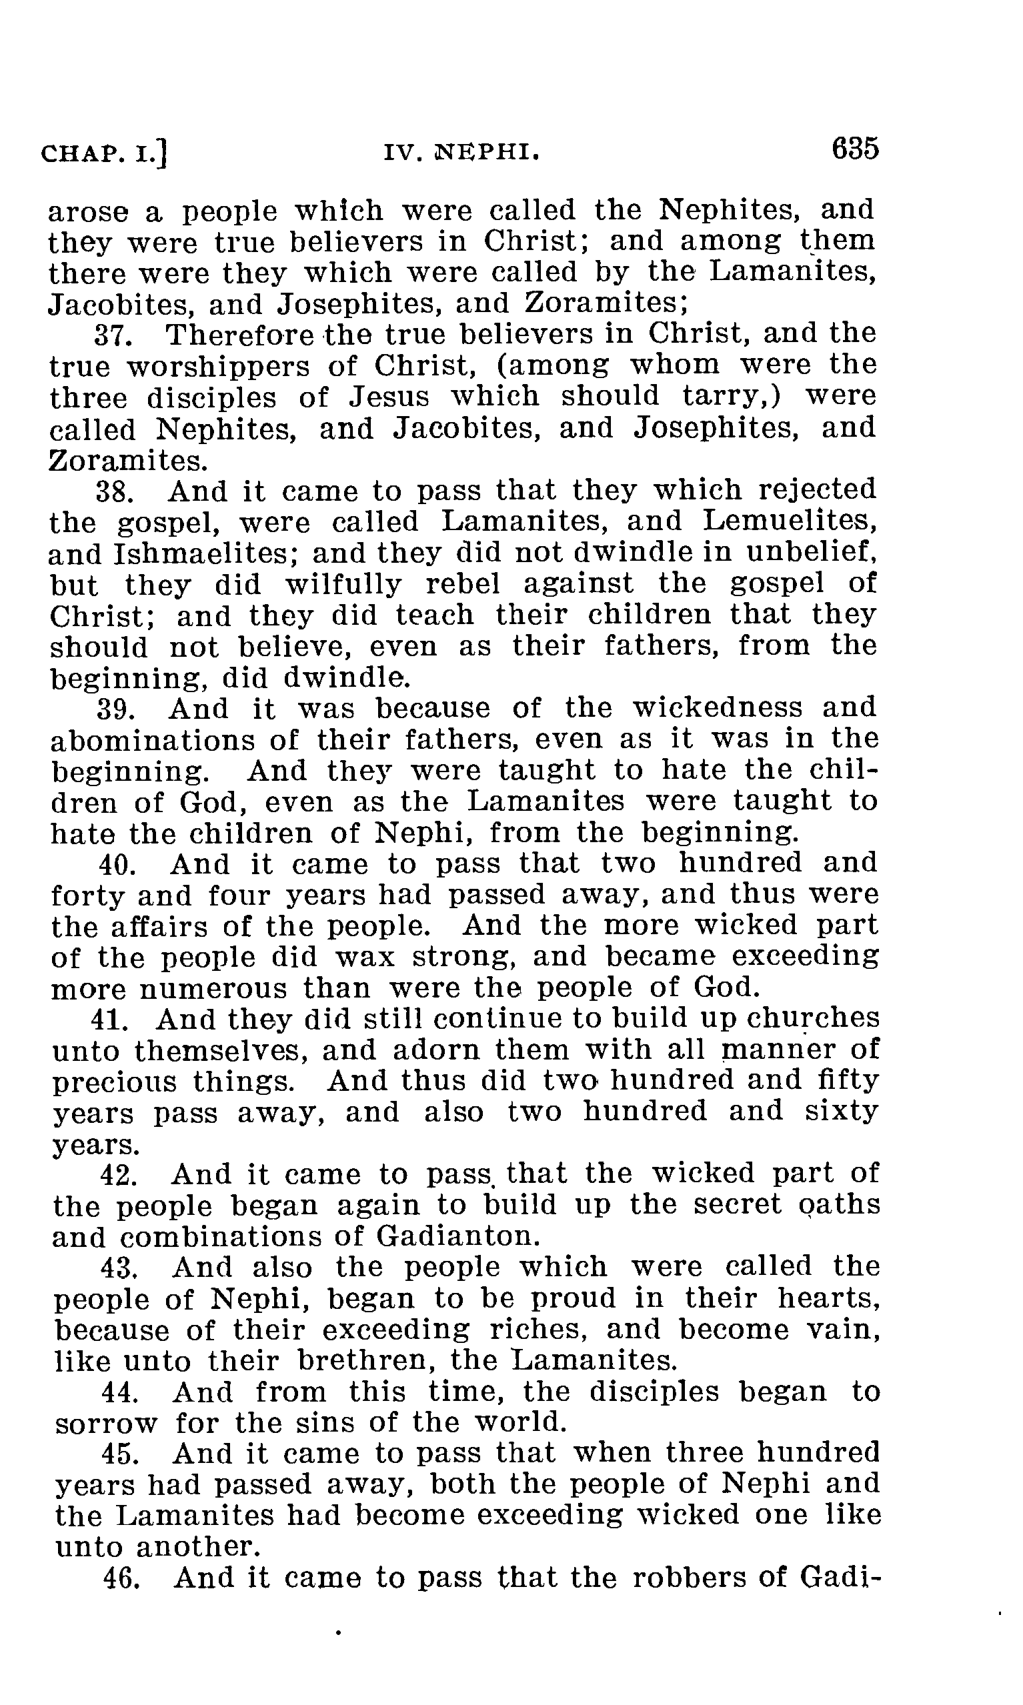 CHAP. I.] IV. NEPHI. 635
arose a people which were called the Nephites, and
they were true believers in Christ; and among them
there were they which were called by the Lamanites,
Jacobites, and Josephites, and Zoramites;
37. Therefore the true believers in Christ, and the
true worshippers of Christ, (among whom were the
three disciples of Jesus which should tarry,) were
called Nephites, and Jacobites, and Josephites, and
Zoramites.
38. And it came to pass that they which rejected
the gospel, were called Lamanites, and Lemuelites,
and Ishmaelites; and they did not dwindle in unbelief,
but they did wilfully rebel against the gospel of
Christ; and they did teach their children that they
should not believe, even as their fathers, from the
beginning, did dwindle.
39. And it was because of the wickedness and
abominations of their fathers, even as it was in the
beginning. And they were taught to hate the chil-
dren of God, even as the Lamanites were taught to
hate the children of Nephi, from the beginning.
40. And it came to pass that two hundred and
forty and four years had passed away, and thus were
the affairs of the people. And the more wicked part
of the people did wax strong, and became exceeding
more numerous than were the people of God.
41. And they did still continue to build up churches
unto themselves, and adorn them with all manner of
precious things. And thus did two hundred and fifty
years pass away, and also two hundred and sixty
years.
42. And it came to pass that the wicked part of
the people began again to build up the secret oaths
and combinations of Gadianton.
43. And also the people which were called the
people of Nephi, began to be proud in their hearts,
because of their exceeding riches, and become vain,
like unto their brethren, the Lamanites.
44. And from this time, the disciples began to
sorrow for the sins of the world.
45. And it came to pass that when three hundred
years had passed away, both the people of Nephi and
the Lamanites had become exceeding wicked one like
unto another.
46. And it came to pass that the robbers of Gadi-